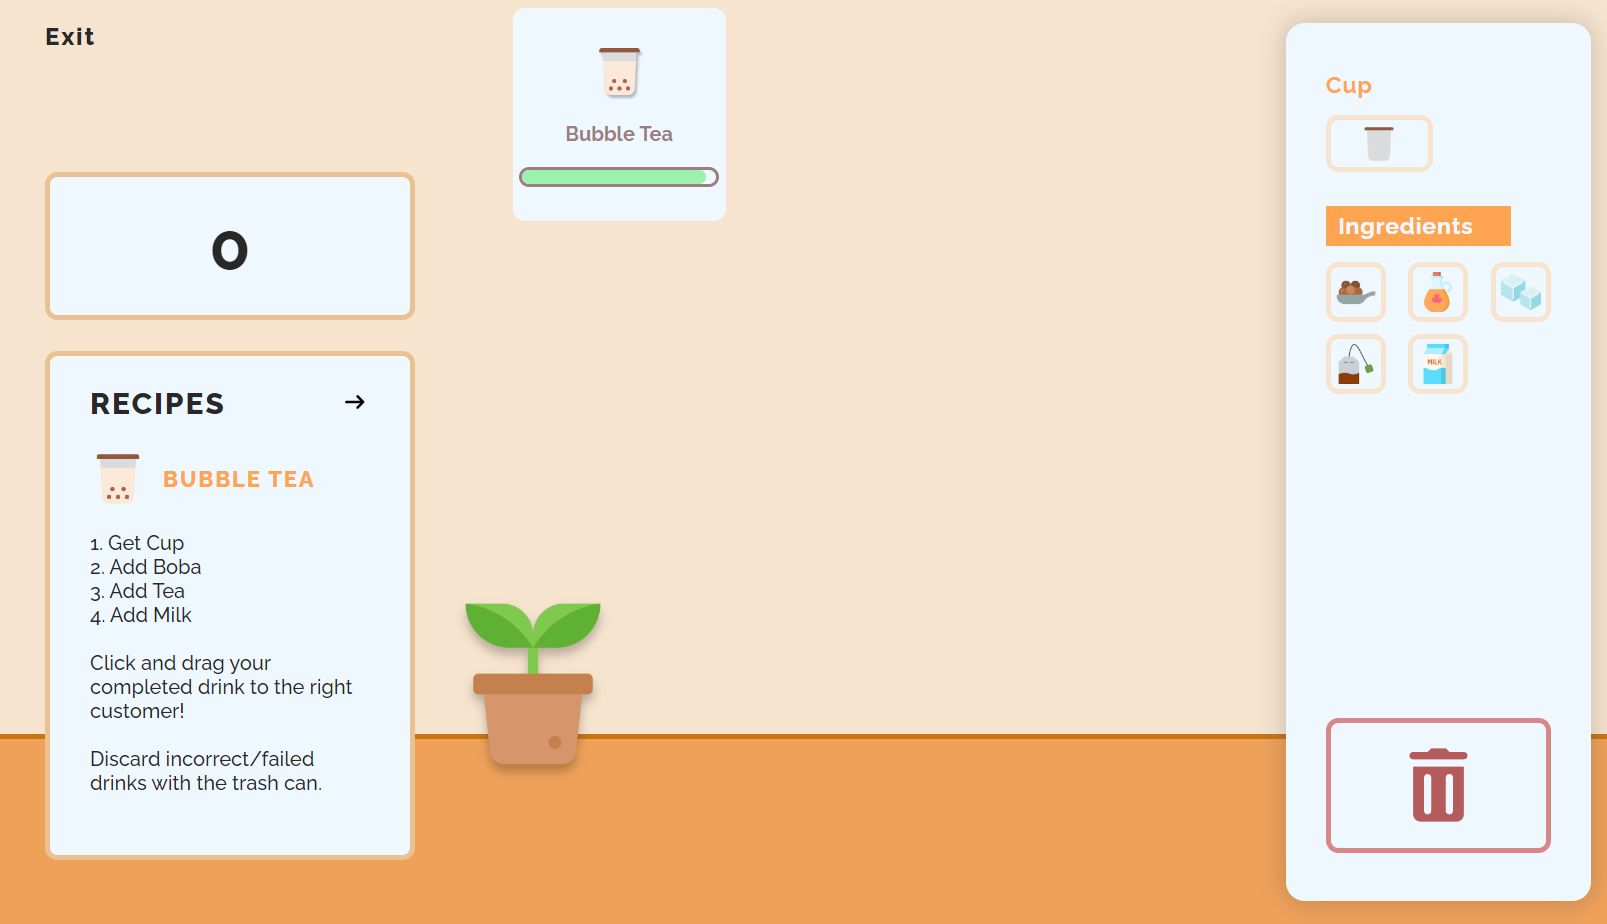 Exit
Bubble Tea
0
RECIPES
BUBBLE TEA
1. Get Cup
2. Add Boba
3. Add Tea
4. Add Milk
Click and drag your
completed drink to the right
customer!
Discard incorrect/failed
drinks with the trash can.
Cup
Ingredients
MILK